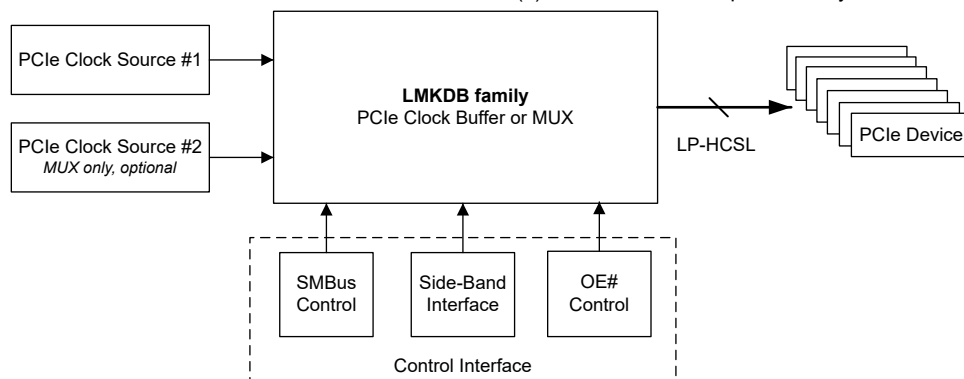 PCIe Clock Source #1
PCIe Clock Source #2
MUX only, optional
LMKDB family
PCIe Clock Buffer or MUX
LP-HCSL
PCIe Device
SMBus
Control
Side-Band
Interface
OE#
Control
Control Interface